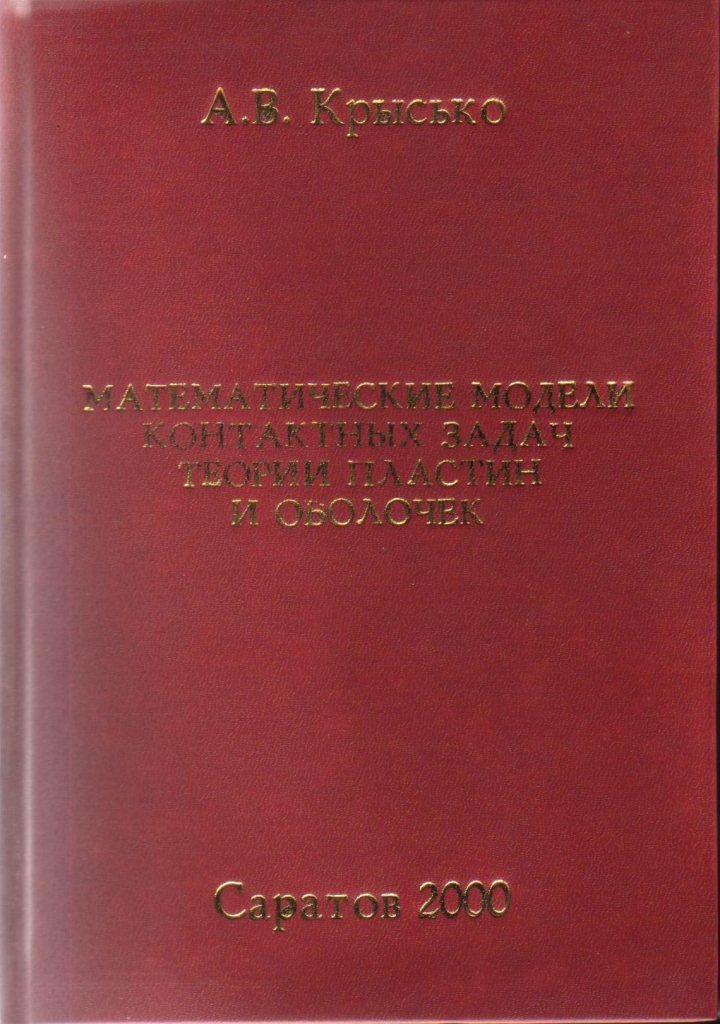 А.В. Крысько
МАТЕМАТИЧЕСКИЕ МОДЕЛИ
КОНТАКТНЫХ ЗАДАЧ
ТЕОРИИ ПЛАСТИН
И ОБОЛОЧЕК
Саратов 2000